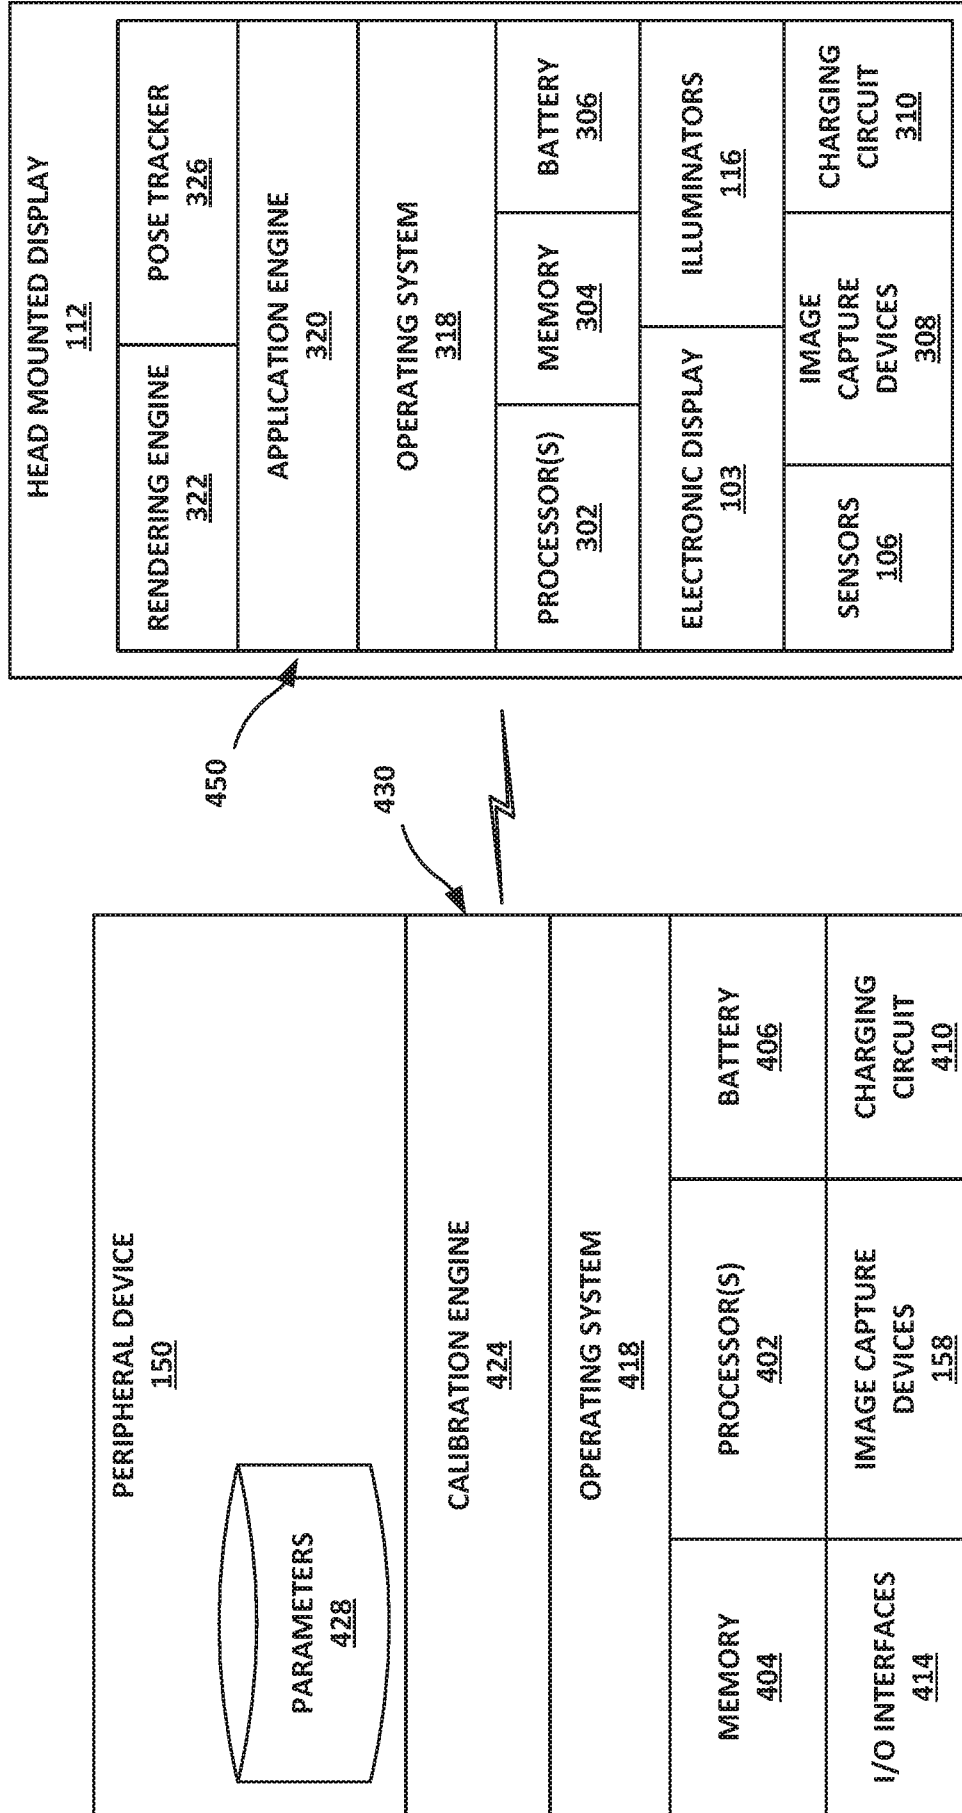 PERIPHERAL DEVICE
150
PARAMETERS
428
CALIBRATION ENGINE
424
OPERATING SYSTEM
418
MEMORY
404
PROCESSOR(S)
402
BATTERY
406
I/O INTERFACES
414
IMAGE CAPTURE
DEVICES
158
CHARGING
CIRCUIT
410
430
450
HEAD MOUNTED DISPLAY
112
RENDERING ENGINE
322
POSE TRACKER
326
APPLICATION ENGINE
320
OPERATING SYSTEM
318
PROCESSOR(S)
302
MEMORY
304
BATTERY
306
ELECTRONIC DISPLAY
103
ILLUMINATORS
116
SENSORS
106
IMAGE
CAPTURE
DEVICES
308
CHARGING
CIRCUIT
310